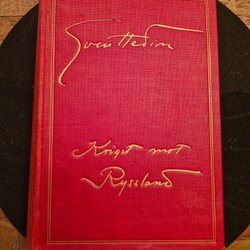 Sven Hedin
Kriget mot
Ryssland